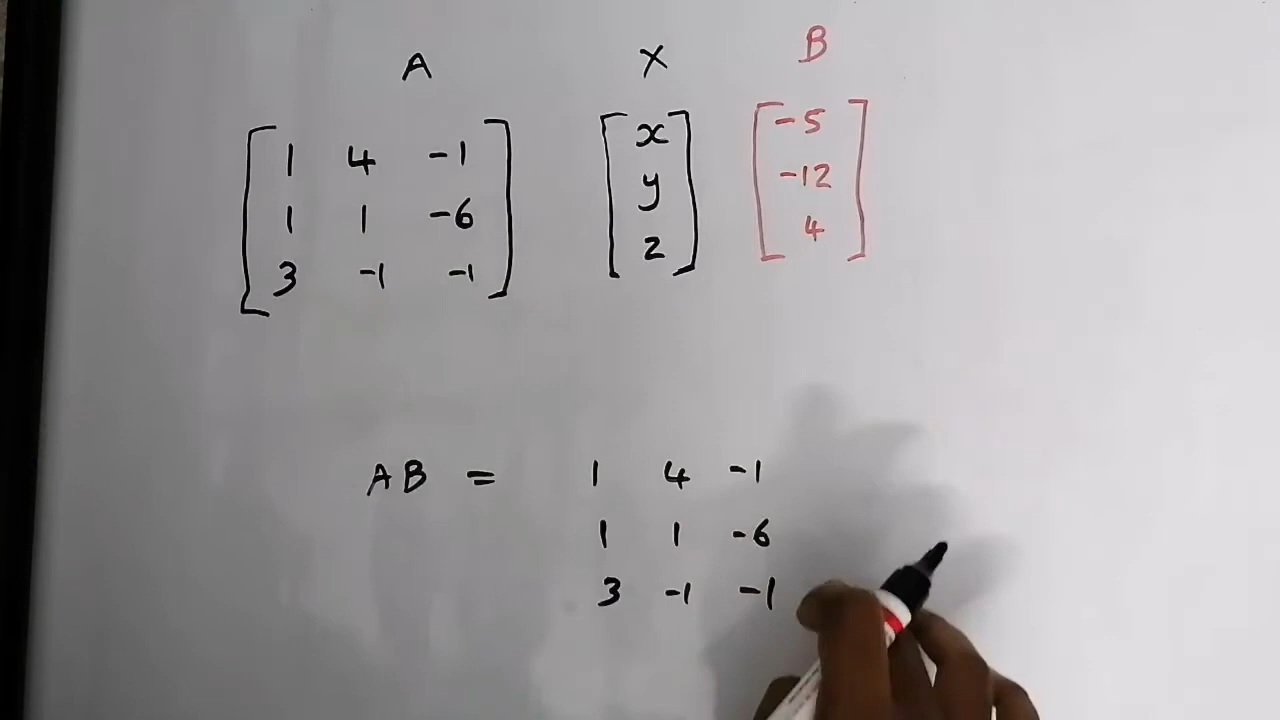 A X B
1 4 -1 x -5
1 1 -6 y -12
3 -1 -1 z 4
AB = 1 4 -1
1 1 -6
3 -1 -1